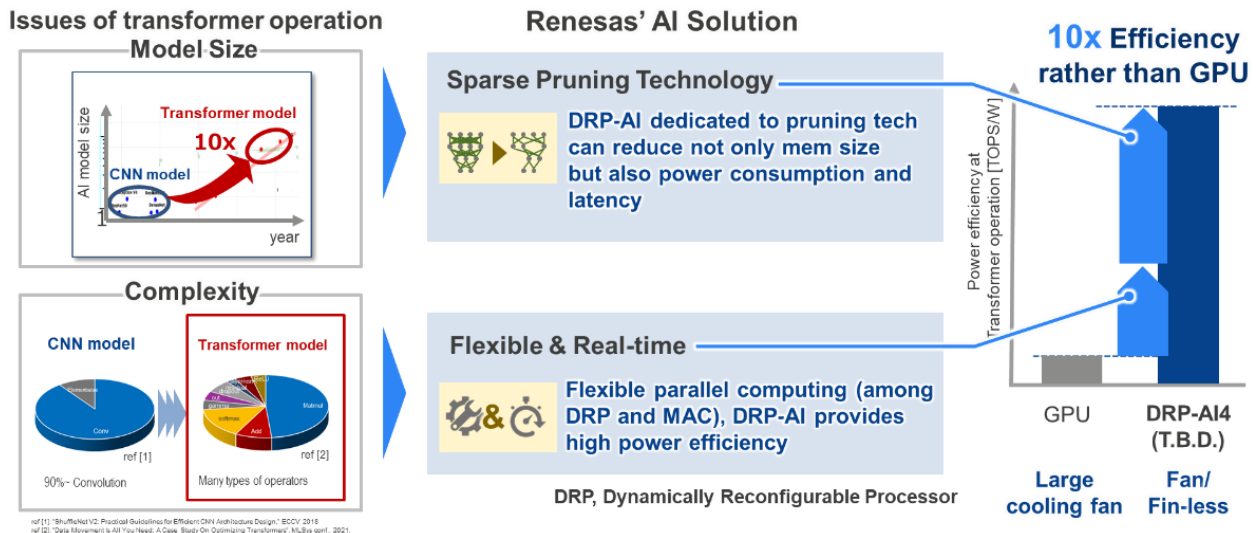 Issues of transformer operation
Model Size
AI model size
Transformer model
10x
CNN model
1
year
Complexity
CNN model
Conv
ref [1]
90%~ Convolution
Transformer model
Matmul
Add
softmax
out
ref [2]
Many types of operators
ref [1]: "ShuffleNet V2: Practical Guidelines for Efficient CNN Architecture Design," ECCV 2018
ref [2]: "Data Movement Is All You Need: A Case Study On Optimizing Transformers", MLSys conf., 2021.
Renesas' AI Solution
Sparse Pruning Technology
DRP-AI dedicated to pruning tech
can reduce not only mem size
but also power consumption and
latency
Flexible & Real-time
&
Flexible parallel computing (among
DRP and MAC), DRP-AI provides
high power efficiency
DRP, Dynamically Reconfigurable Processor
10x Efficiency
rather than GPU
Power efficiency at
Transformer operation [TOPS/W]
GPU
DRP-AI4
(T.B.D.)
Large
cooling fan
Fan/
Fin-less